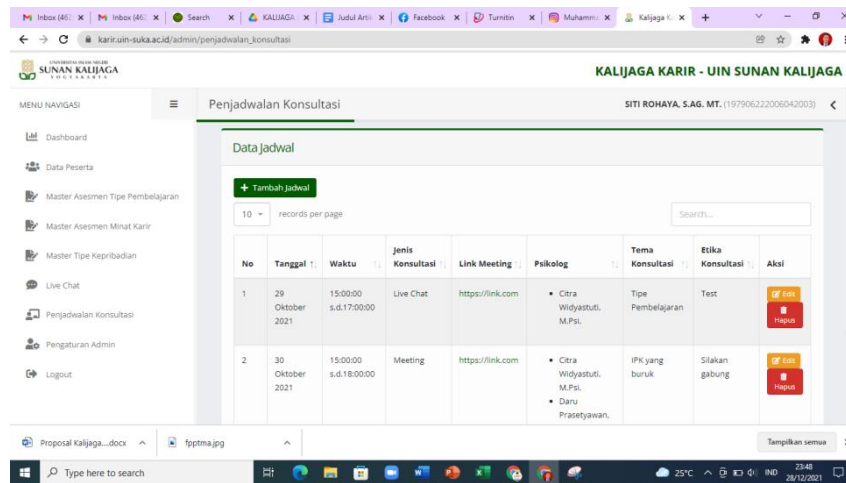 Inbox (46
Inbox (46
Search
KALIJAGA
Judul Arti
Facebook
Turnitin
Muhamm
Kalijaga K
karir.uin-suka.ac.id/admin/penjadwalan_konsultasi
UNIVERSITAS ISLAM NEGERI
SUNAN KALIJAGA
YOGYAKARTA
KALIJAGA KARIR - UIN SUNAN KALIJAGA
MENU NAVIGASI
Penjadwalan Konsultasi
SITI ROHAYA, S.AG. MT. (197906222006042003)
Dashboard
Data Peserta
Master Asesmen Tipe Pembelajaran
Master Asesmen Minat Karir
Master Tipe Kepribadian
Live Chat
Penjadwalan Konsultasi
Pengaturan Admin
Logout
Data Jadwal
+ Tambah Jadwal
10 records per page
Search...
No Tanggal Waktu Jenis Konsultasi Link Meeting Psikolog Tema Konsultasi Etika Konsultasi Aksi
1 29 Oktober 2021 15:00:00 s.d.17:00:00 Live Chat https://link.com • Citra Widyastuti, M.Psi. Tipe Pembelajaran Test Edit Hapus
2 30 Oktober 2021 15:00:00 s.d.18:00:00 Meeting https://link.com • Citra Widyastuti, M.Psi. • Daru Prasetyawan, IPK yang buruk Silakan gabung Edit Hapus
Proposal Kalijaga....docx
fpptma.jpg
Tampilkan semua
Type here to search
25°C
IND
23:48
28/12/2021